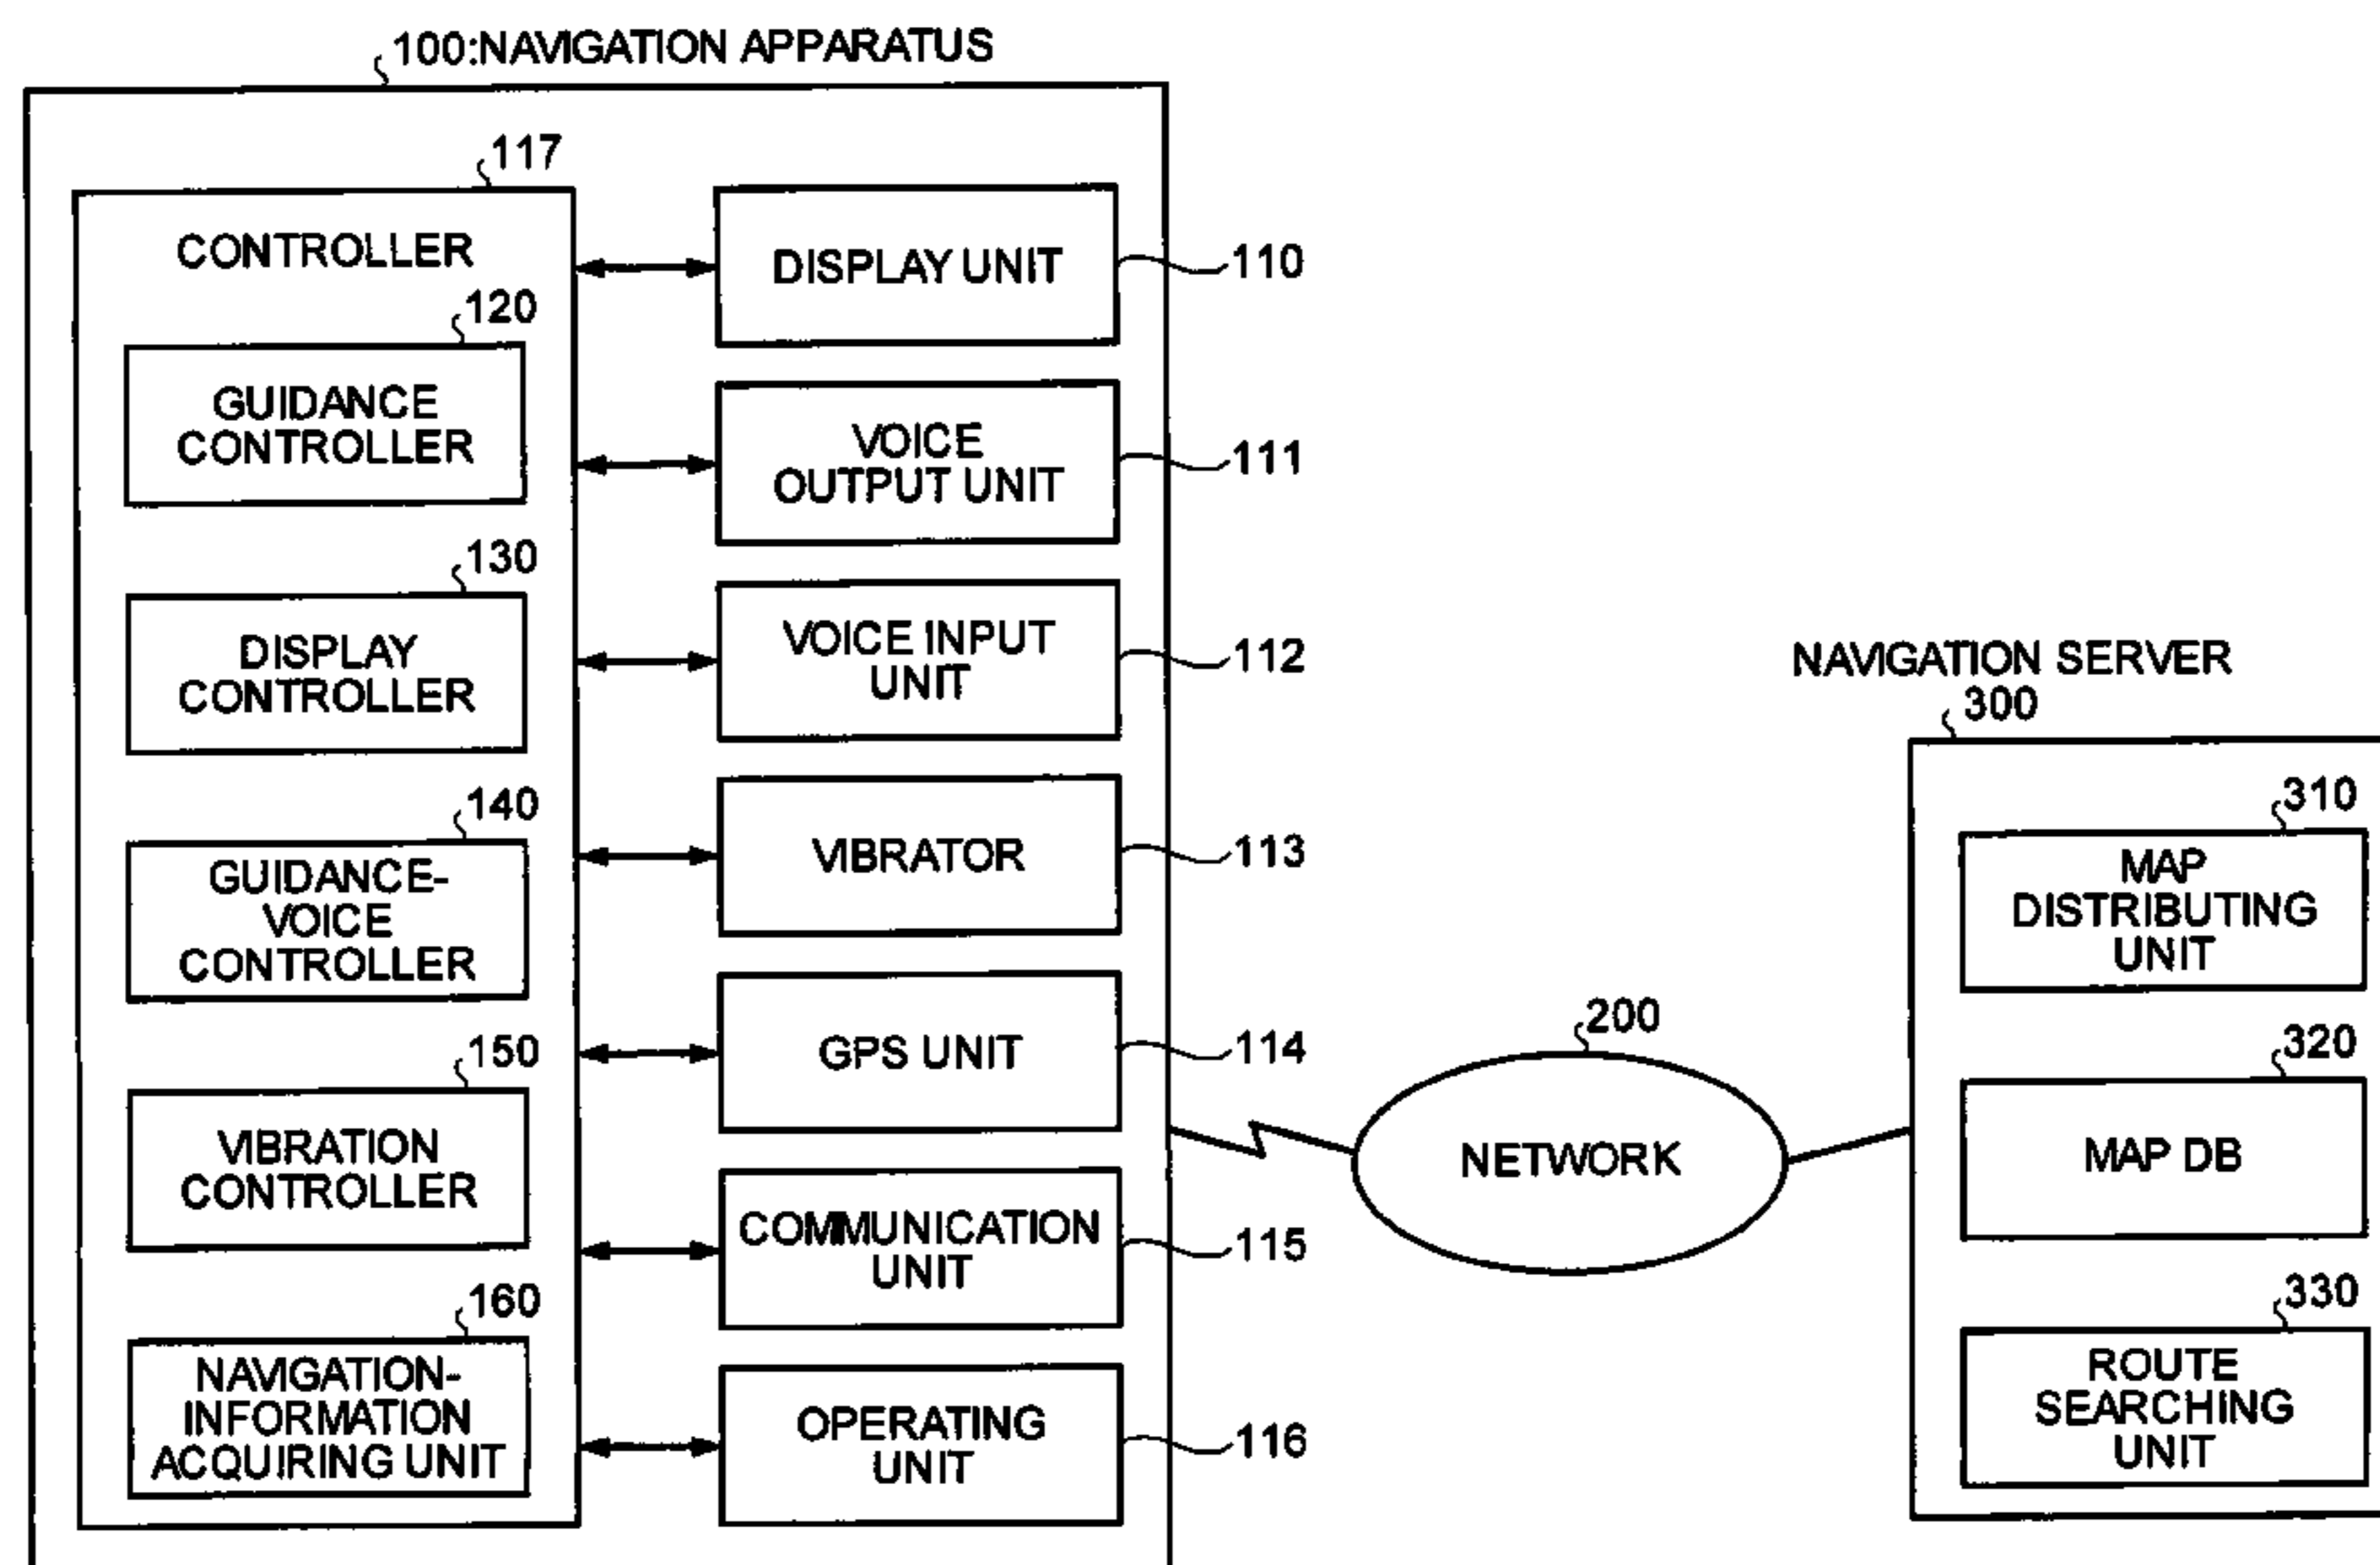 100:NAVIGATION APPARATUS
117
CONTROLLER
120
GUIDANCE
CONTROLLER
130
DISPLAY
CONTROLLER
140
GUIDANCE-
VOICE
CONTROLLER
150
VIBRATION
CONTROLLER
160
NAVIGATION-
INFORMATION
ACQUIRING UNIT
DISPLAY UNIT
110
VOICE
OUTPUT UNIT
111
VOICE INPUT
UNIT
112
VIBRATOR
113
GPS UNIT
114
COMMUNICATION
UNIT
115
OPERATING
UNIT
116
200
NETWORK
NAVIGATION SERVER
300
310
MAP
DISTRIBUTING
UNIT
320
MAP DB
330
ROUTE
SEARCHING
UNIT